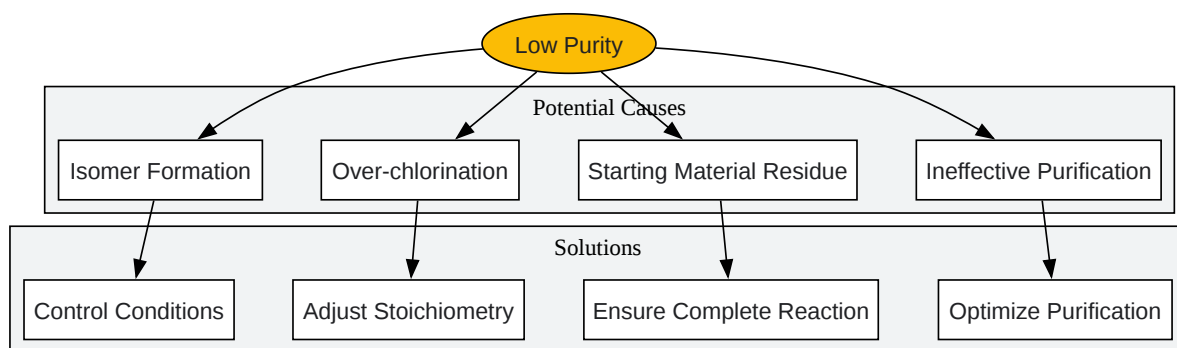 Low Purity
Potential Causes
Isomer Formation
Over-chlorination
Starting Material Residue
Ineffective Purification
Solutions
Control Conditions
Adjust Stoichiometry
Ensure Complete Reaction
Optimize Purification